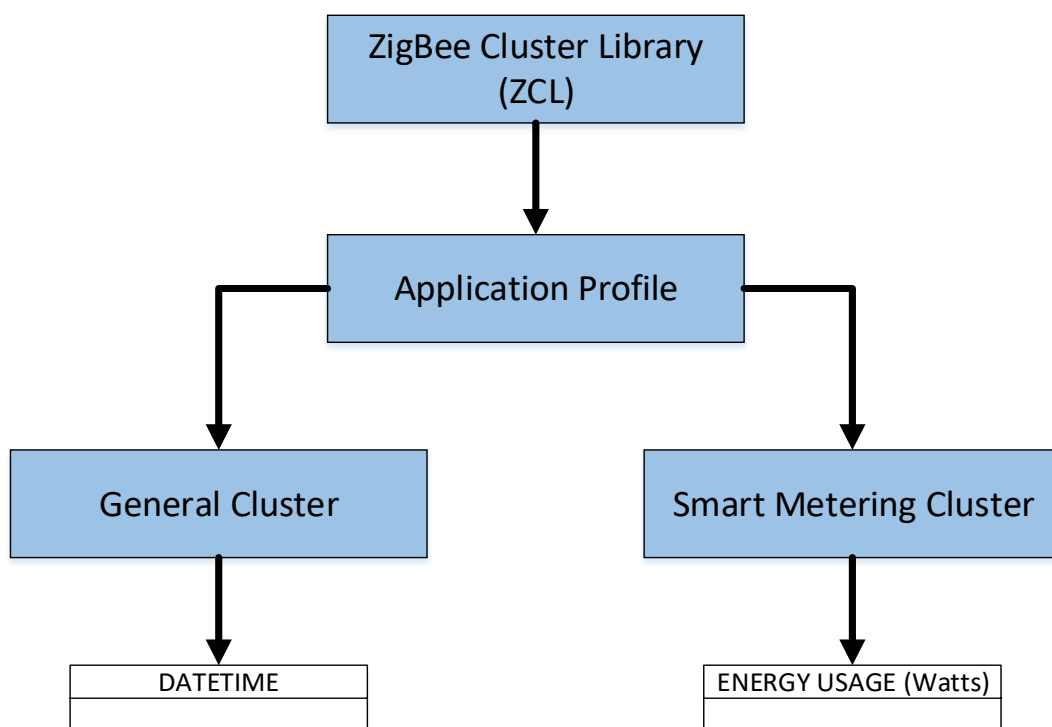 ZigBee Cluster Library
(ZCL)
Application Profile
General Cluster
Smart Metering Cluster
DATETIME
ENERGY USAGE (Watts)